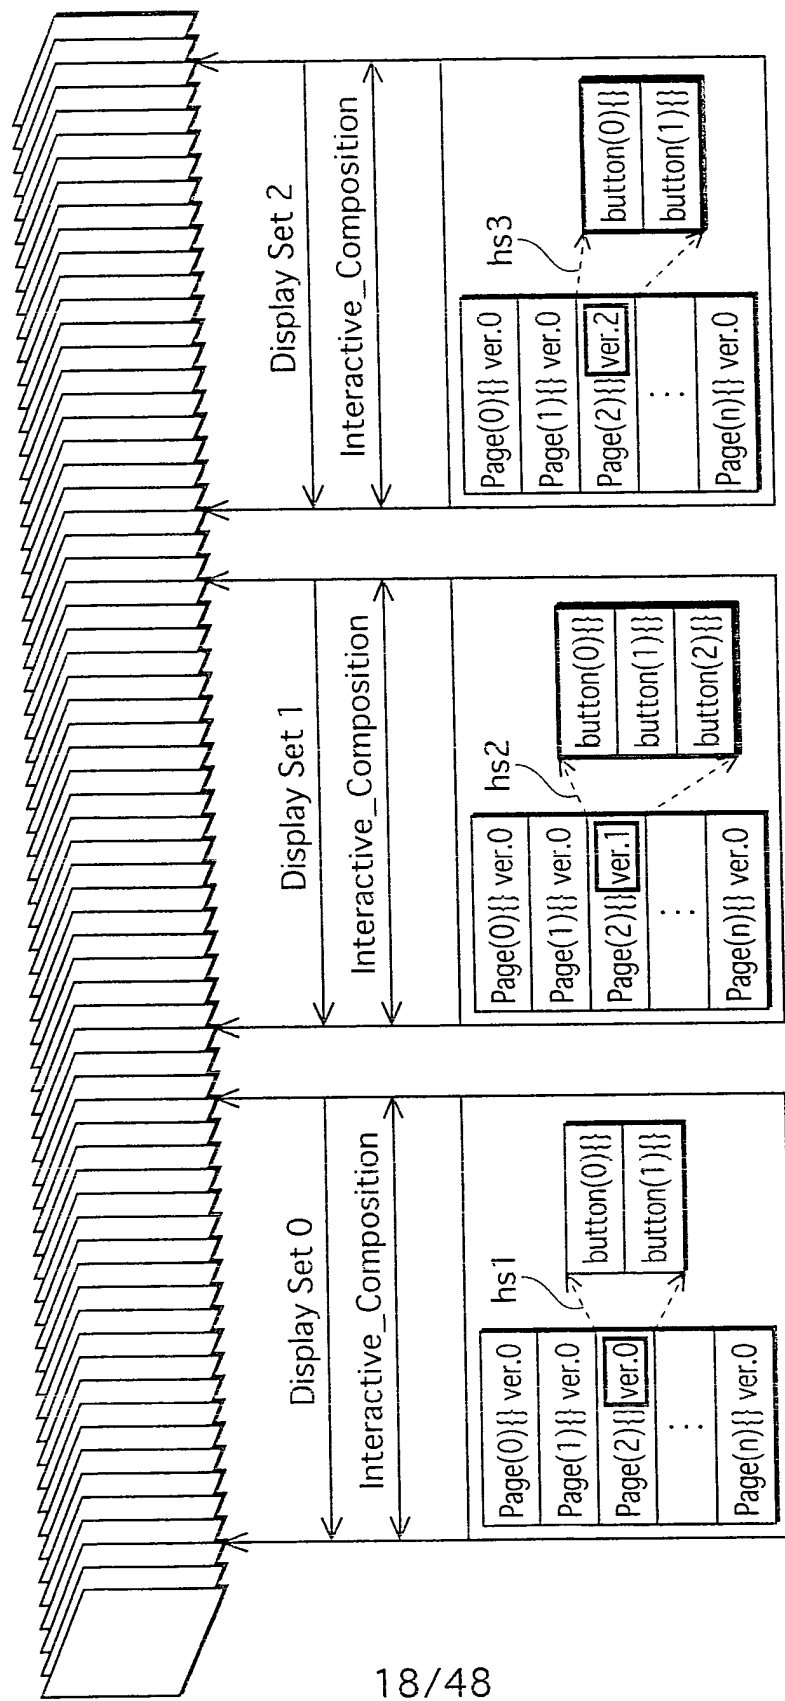 Display Set 0
Interactive_Composition
hs1
Page(0){} ver.0
Page(1){} ver.0
Page(2){} ver.0
...
Page(n){} ver.0
button(0){}
button(1){}
Display Set 1
Interactive_Composition
hs2
Page(0){} ver.0
Page(1){} ver.0
Page(2){} ver.1
...
Page(n){} ver.0
button(0){}
button(1){}
button(2){}
Display Set 2
Interactive_Composition
hs3
Page(0){} ver.0
Page(1){} ver.0
Page(2){} ver.2
...
Page(n){} ver.0
button(0){}
button(1){}
18/48